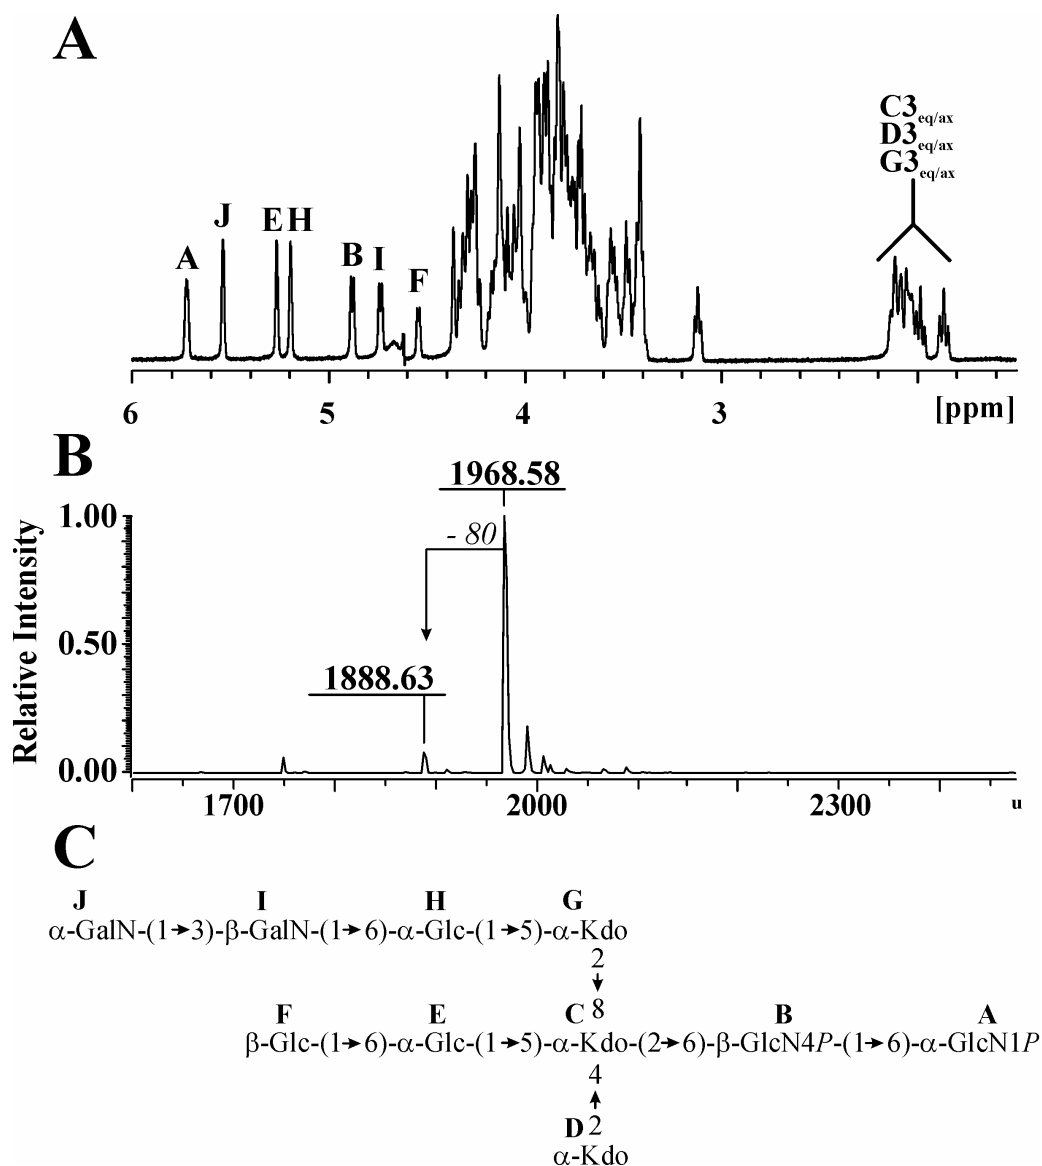 A
C3eq/ax
D3eq/ax
G3eq/ax
A J E H B I F
6 5 4 3 [ppm]
B
1968.58
- 80
1888.63
Relative Intensity
1.00
0.50
0.00
1700 2000 2300 u
C
J I H G
α-GalN-(1→3)-β-GalN-(1→6)-α-Glc-(1→5)-α-Kdo
2
↓
F E C 8 B A
β-Glc-(1→6)-α-Glc-(1→5)-α-Kdo-(2→6)-β-GlcN4P-(1→6)-α-GlcN1P
4
↑
D 2
α-Kdo